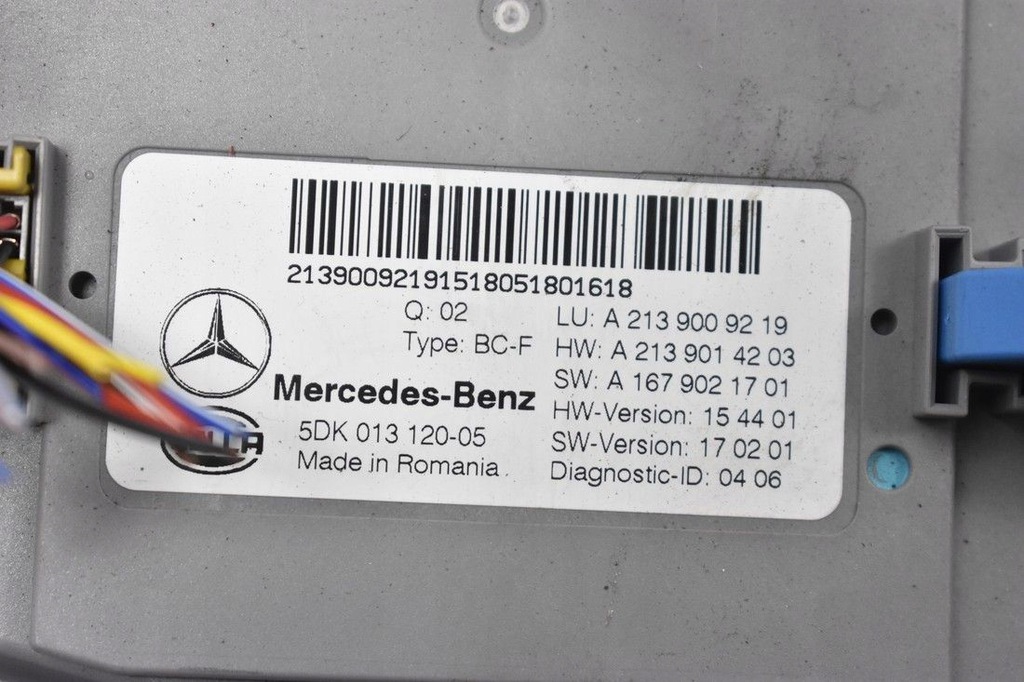 2139009219151805180​1618
Q: 02
Type: BC-F
Mercedes-Benz
5DK 013 120-05
Made in Romania
LU: A 213 900 92 19
HW: A 213 901 42 03
SW: A 167 902 17 01
HW-Version: 15 44 01
SW-Version: 17 02 01
Diagnostic-ID: 04 06